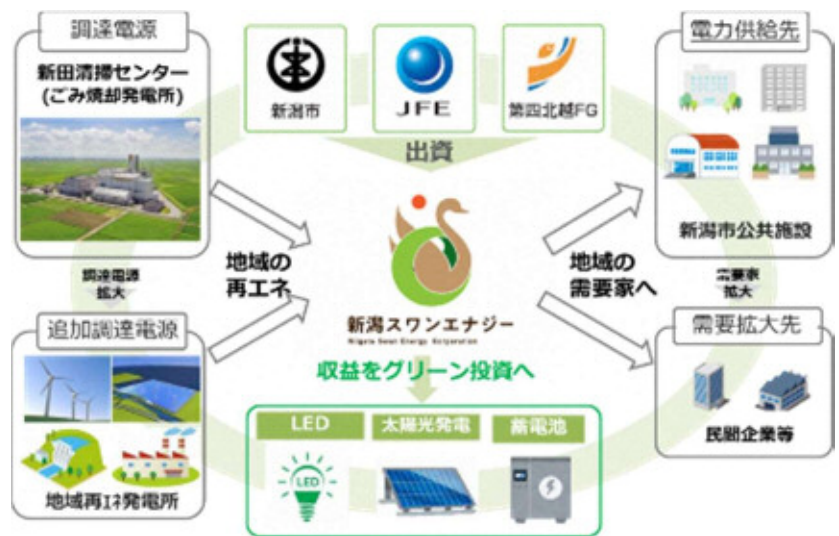 調達電源
新田清掃センター
(ごみ焼却発電所)
新潟市
JFE
第四北越FG
出資
電力供給先
新潟市公共施設
地域の
再エネ
地域の
需要家へ
調達電源
拡大
需要家
拡大
新潟スワンエナジー
Niigata Swan Energy Corporation
追加調達電源
地域再エネ発電所
収益をグリーン投資へ
LED
太陽光発電
蓄電池
LED
需要拡大先
民間企業等